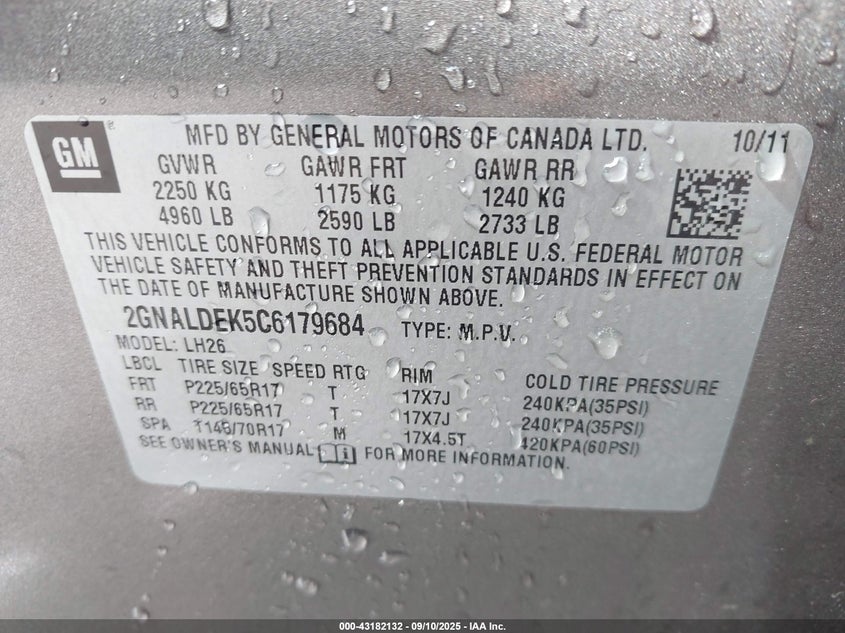 GM ® MFD BY GENERAL MOTORS OF CANADA LTD. 10/11
GVWR GAWR FRT GAWR RR
2250 KG 1175 KG 1240 KG
4960 LB 2590 LB 2733 LB
THIS VEHICLE CONFORMS TO ALL APPLICABLE U.S. FEDERAL MOTOR
VEHICLE SAFETY AND THEFT PREVENTION STANDARDS IN EFFECT ON
THE DATE OF MANUFACTURE SHOWN ABOVE.
2GNALDEK5C6179684 TYPE: M.P.V.
MODEL: LH26
LBCL TIRE SIZE SPEED RTG RIM COLD TIRE PRESSURE
FRT P225/65R17 T 17X7J 240KPA(35PSI)
RR P225/65R17 T 17X7J 240KPA(35PSI)
SPA T145/70R17 M 17X4.5T 420KPA(60PSI)
SEE OWNER'S MANUAL FOR MORE INFORMATION.
000-43182132 - 09/10/2025 - IAA Inc.